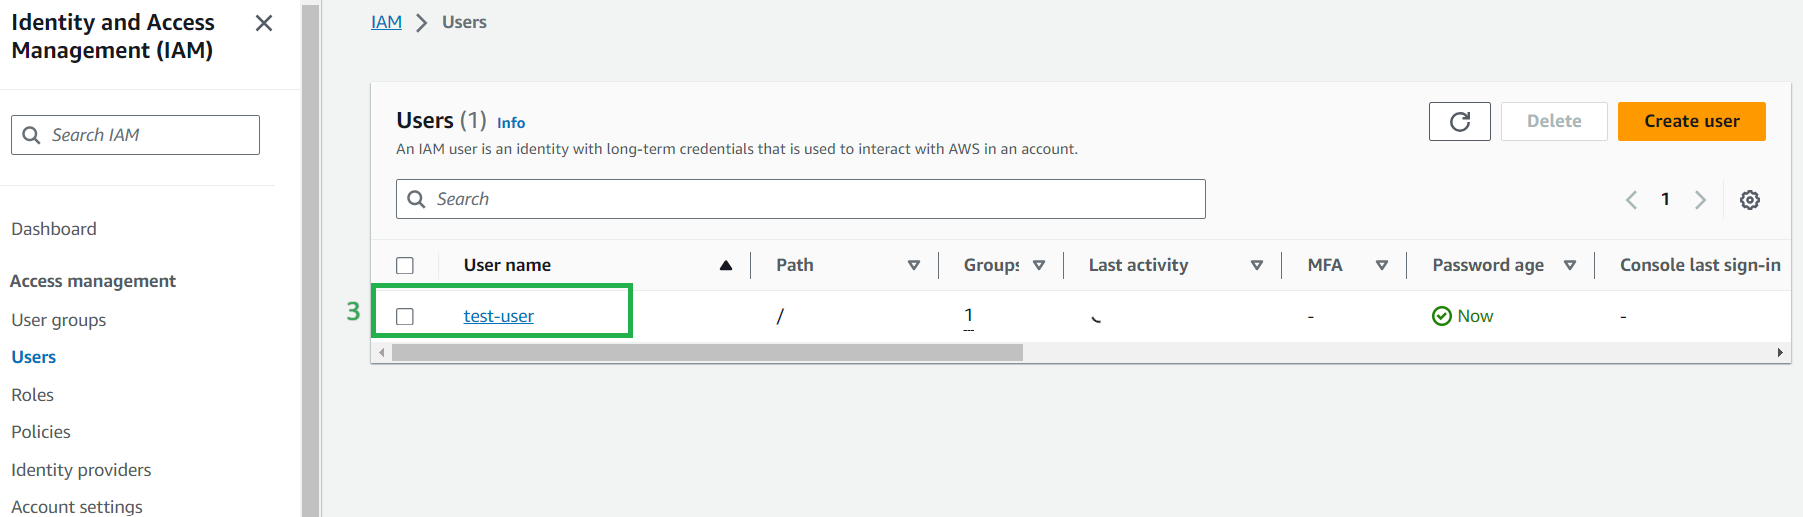 Identity and Access
Management (IAM)
Search IAM
Dashboard
Access management
User groups
Users
Roles
Policies
Identity providers
Account settings
IAM > Users
Users (1) Info
An IAM user is an identity with long-term credentials that is used to interact with AWS in an account.
Delete
Create user
Search
1
User name Path Groups Last activity MFA Password age Console last sign-in
3 test-user / 1 - Now -